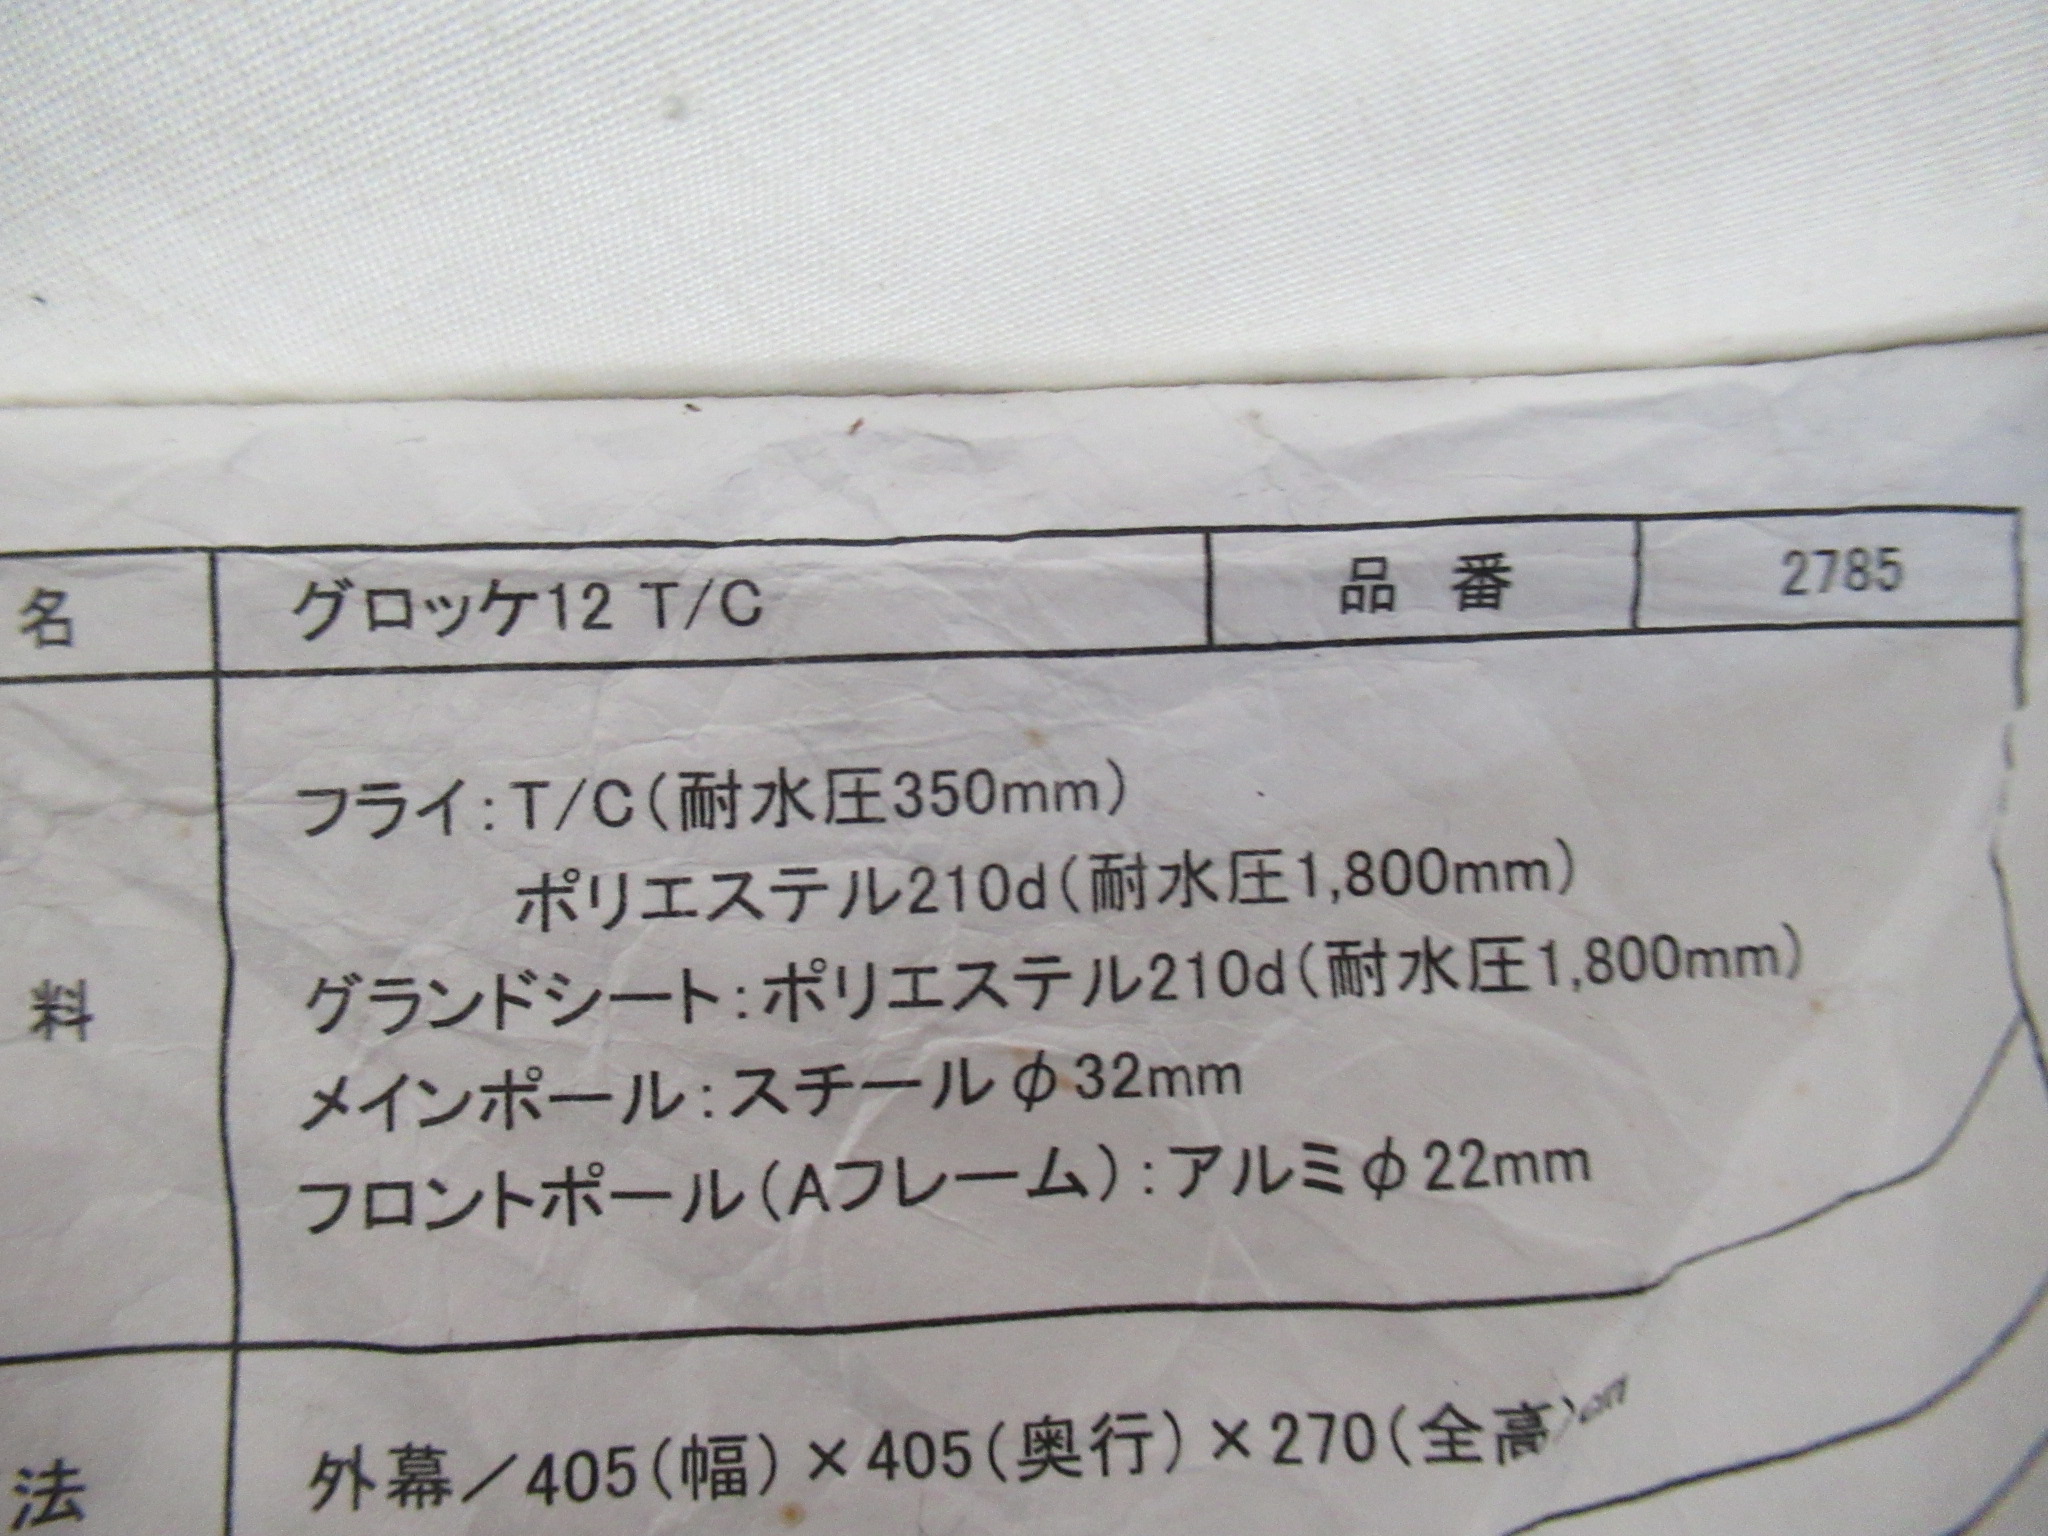 名 グロッケ12 T/C 品番 2785
フライ:T/C(耐水圧350mm)
ポリエステル210d(耐水圧1,800mm)
料
グランドシート:ポリエステル210d(耐水圧1,800mm)
メインポール:スチールφ32mm
フロントポール(Aフレーム):アルミφ22mm
法 外幕/405(幅)×405(奥行)×270(全高)cm